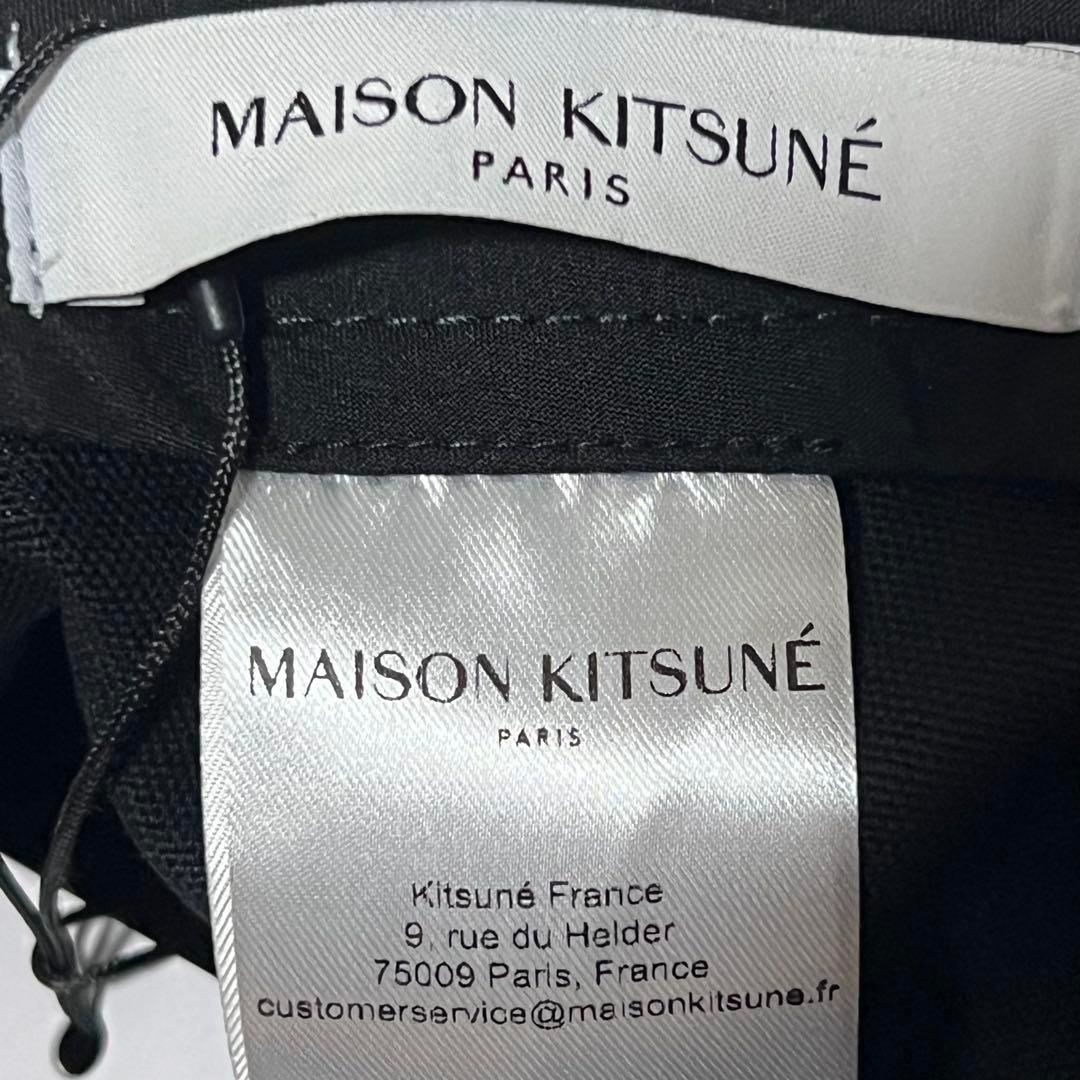 MAISON KITSUNÉ
PARIS
MAISON KITSUNÉ
PARIS
Kitsuné France
9, rue du Helder
75009 Paris, France
customerservice@maisonkitsune.fr